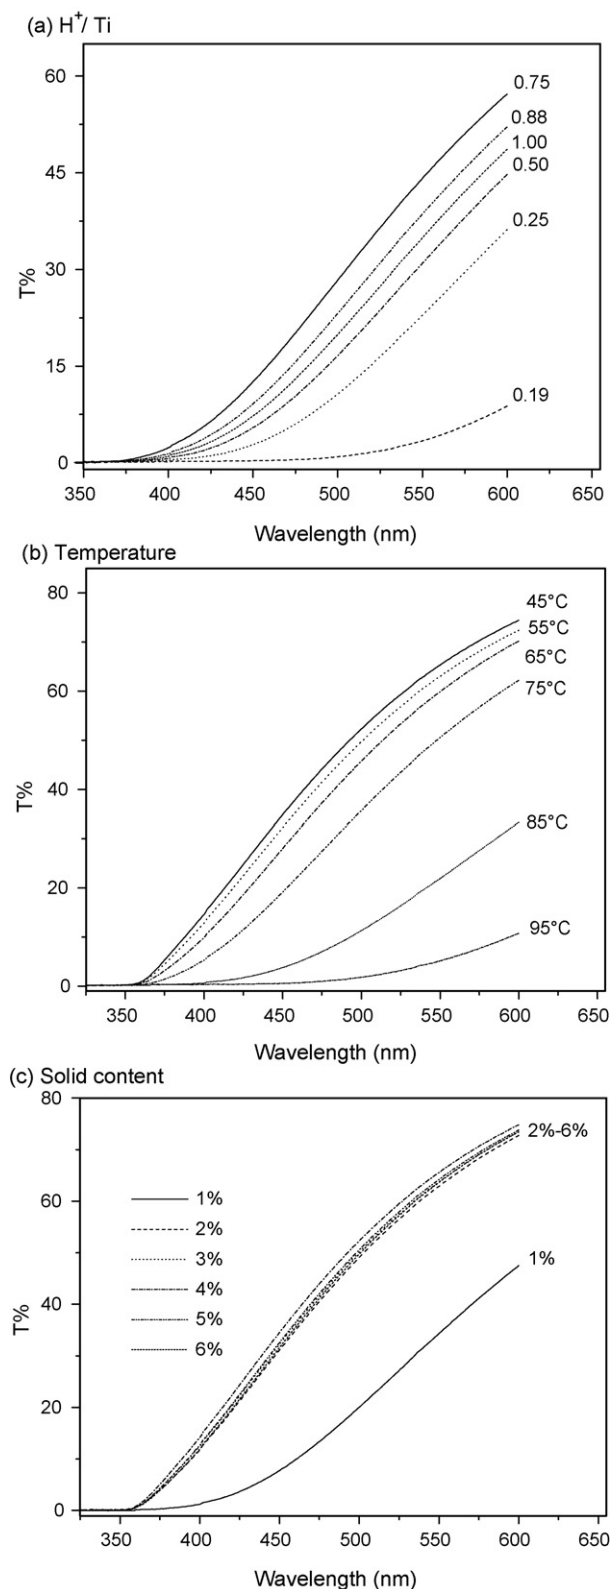 (a) H+/ Ti
60
45
30
15
0
T%
0.75
0.88
1.00
0.50
0.25
0.19
350 400 450 500 550 600 650
Wavelength (nm)
(b) Temperature
80
60
40
20
0
T%
45°C
55°C
65°C
75°C
85°C
95°C
350 400 450 500 550 600 650
Wavelength (nm)
(c) Solid content
80
60
40
20
0
T%
1%
2%
3%
4%
5%
6%
2%-6%
1%
350 400 450 500 550 600 650
Wavelength (nm)